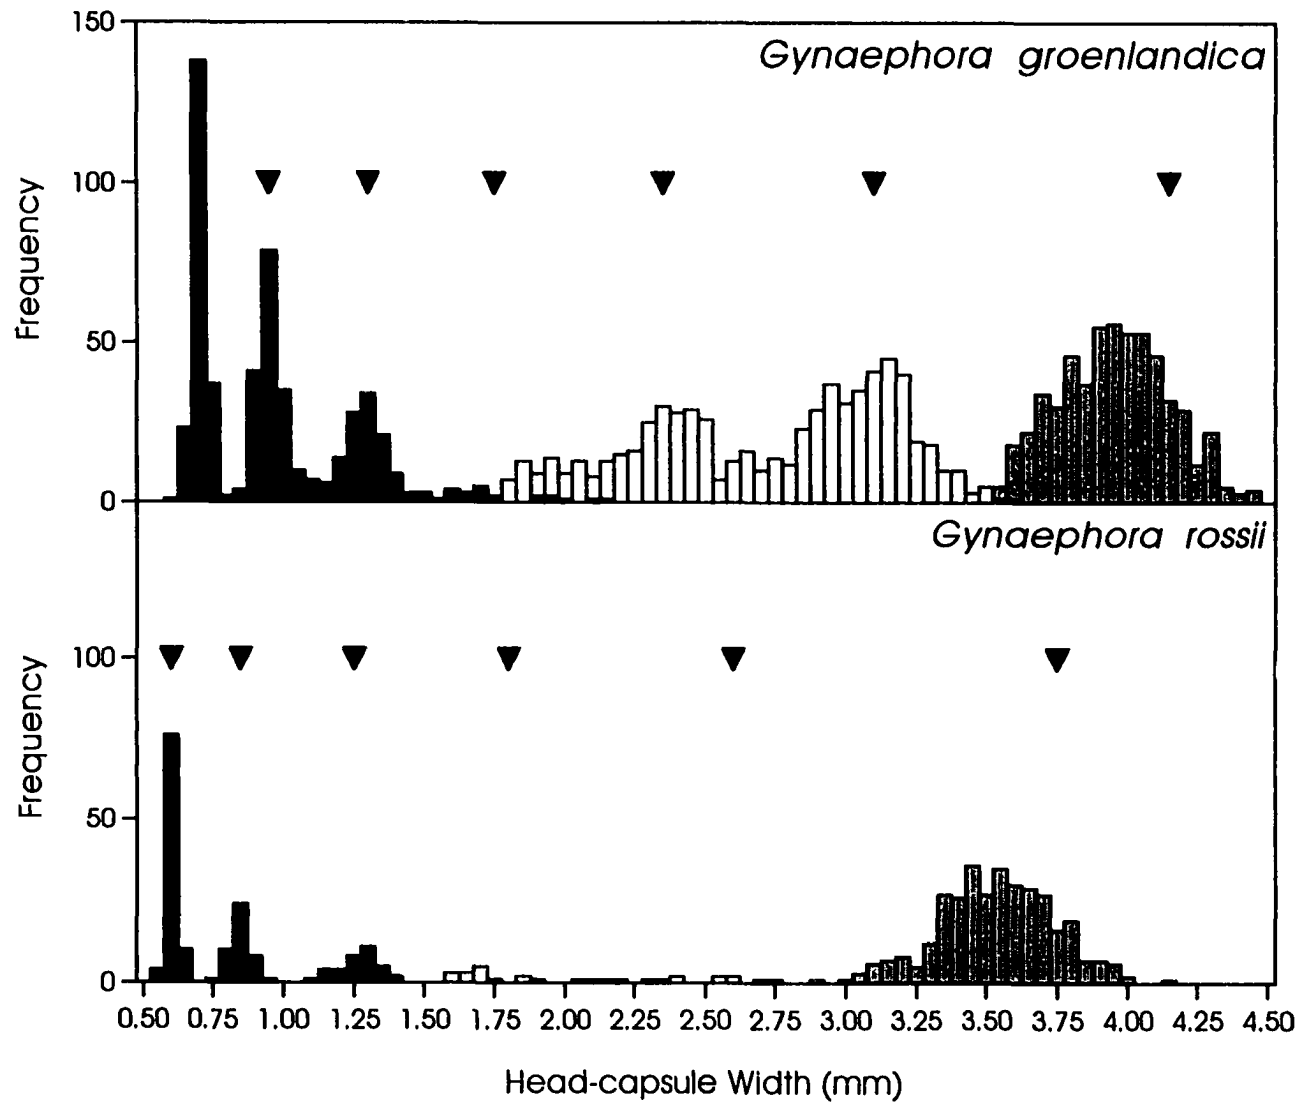 Gynaephora groenlandica
150
100
50
0
Frequency
Gynaephora rossii
100
50
0
Frequency
0.50 0.75 1.00 1.25 1.50 1.75 2.00 2.25 2.50 2.75 3.00 3.25 3.50 3.75 4.00 4.25 4.50
Head-capsule Width (mm)